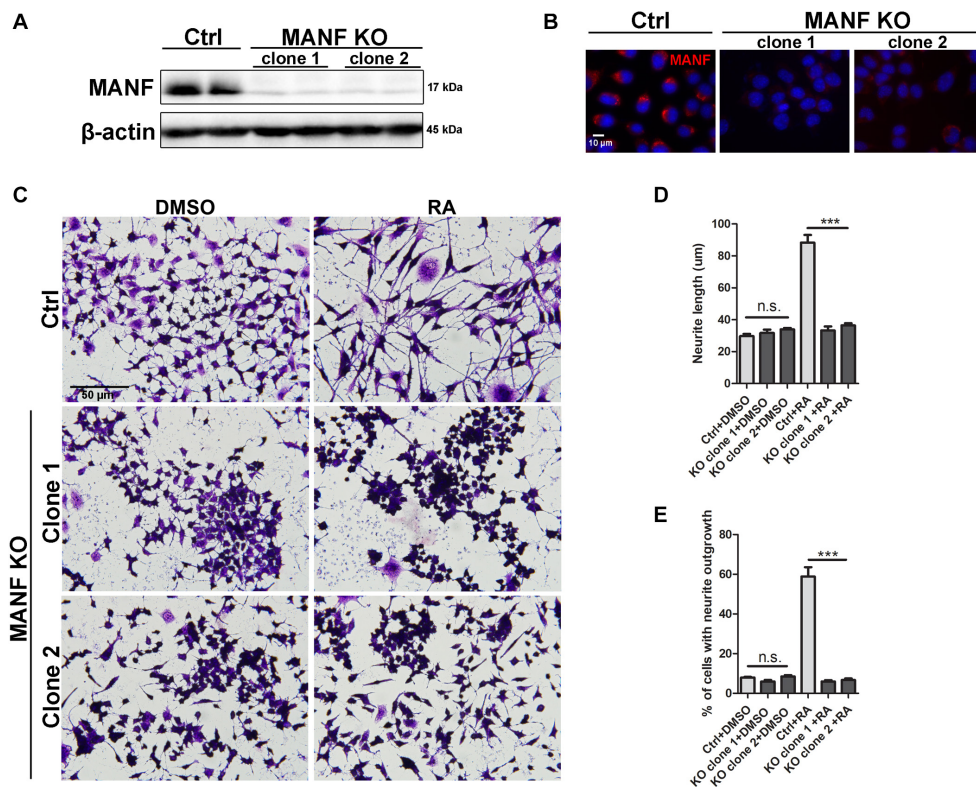 A
Ctrl MANF KO
clone 1 clone 2
MANF 17 kDa
β-actin 45 kDa
B
Ctrl MANF KO
clone 1 clone 2
MANF
10 µm
C
DMSO RA
Ctrl
50 µm
MANF KO
Clone 1
Clone 2
D
Neurite length (um)
100
80
60
40
20
0
n.s.
***
Ctrl+DMSO
KO clone 1+DMSO
KO clone 2+DMSO
Ctrl+RA
KO clone 1 +RA
KO clone 2 +RA
E
% of cells with neurite outgrowth
80
60
40
20
0
n.s.
***
Ctrl+DMSO
KO clone 1+DMSO
KO clone 2+DMSO
Ctrl+RA
KO clone 1 +RA
KO clone 2 +RA